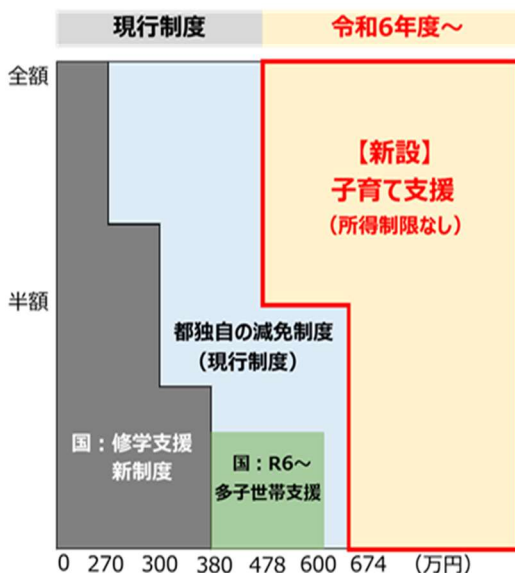 現行制度
令和6年度～
全額
【新設】
子育て支援
（所得制限なし）
半額
都独自の減免制度
（現行制度）
国：修学支援
新制度
国：R6～
多子世帯支援
0 270 300 380 478 600 674 （万円）